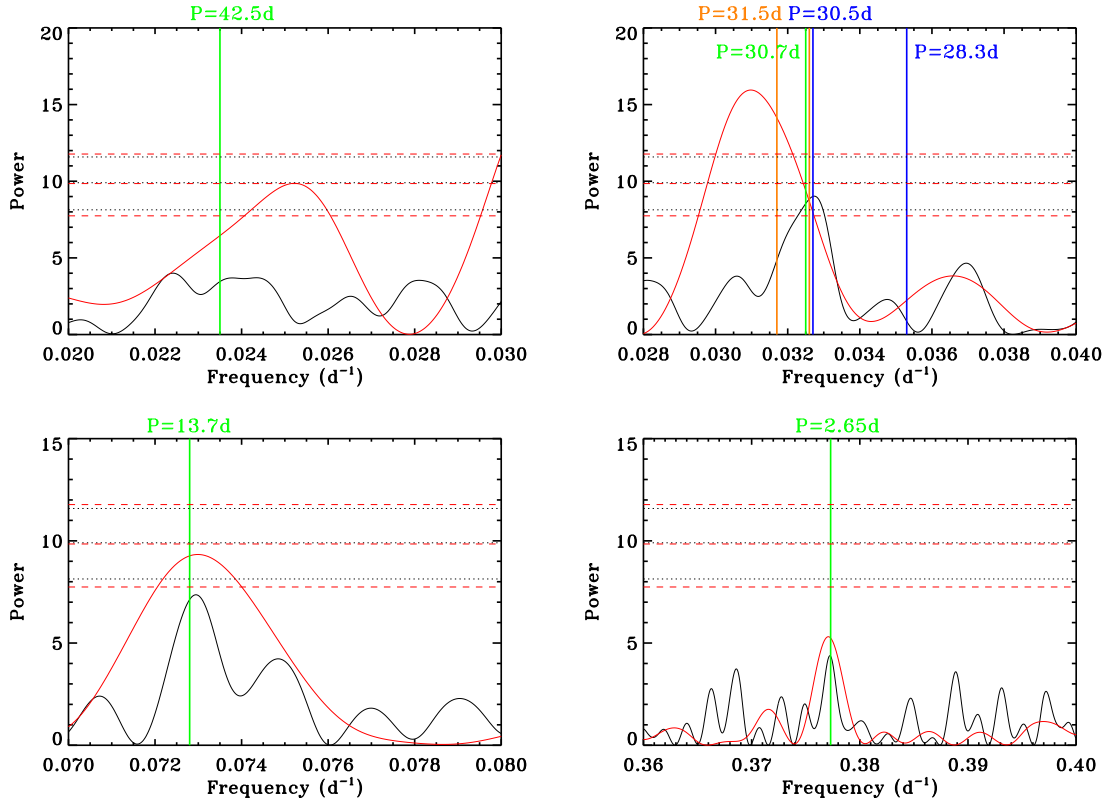 P=42.5d
20
15
10
5
0
Power
0.020 0.022 0.024 0.026 0.028 0.030
Frequency (d⁻¹)
P=31.5d P=30.5d
P=30.7d P=28.3d
20
15
10
5
0
Power
0.028 0.030 0.032 0.034 0.036 0.038 0.040
Frequency (d⁻¹)
P=13.7d
15
10
5
0
Power
0.070 0.072 0.074 0.076 0.078 0.080
Frequency (d⁻¹)
P=2.65d
15
10
5
0
Power
0.36 0.37 0.38 0.39 0.40
Frequency (d⁻¹)